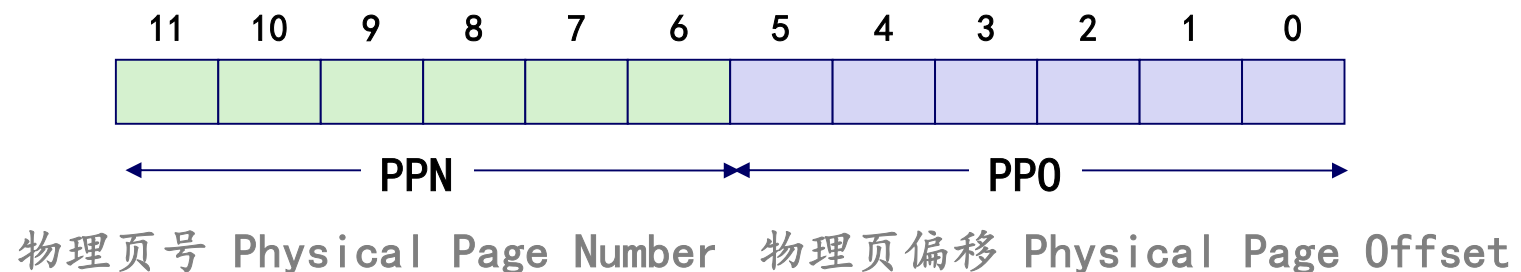 11 10 9 8 7 6 5 4 3 2 1 0
PPN PPO
物理页号 Physical Page Number 物理页偏移 Physical Page Offset